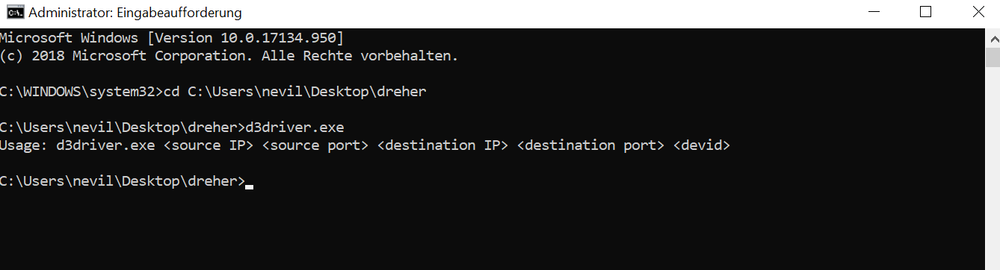 Administrator: Eingabeaufforderung
Microsoft Windows [Version 10.0.17134.950]
(c) 2018 Microsoft Corporation. Alle Rechte vorbehalten.
C:\WINDOWS\system32>cd C:\Users\nevil\Desktop\dreher
C:\Users\nevil\Desktop\dreher>d3driver.exe
Usage: d3driver.exe <source IP> <source port> <destination IP> <destination port> <devid>
C:\Users\nevil\Desktop\dreher>